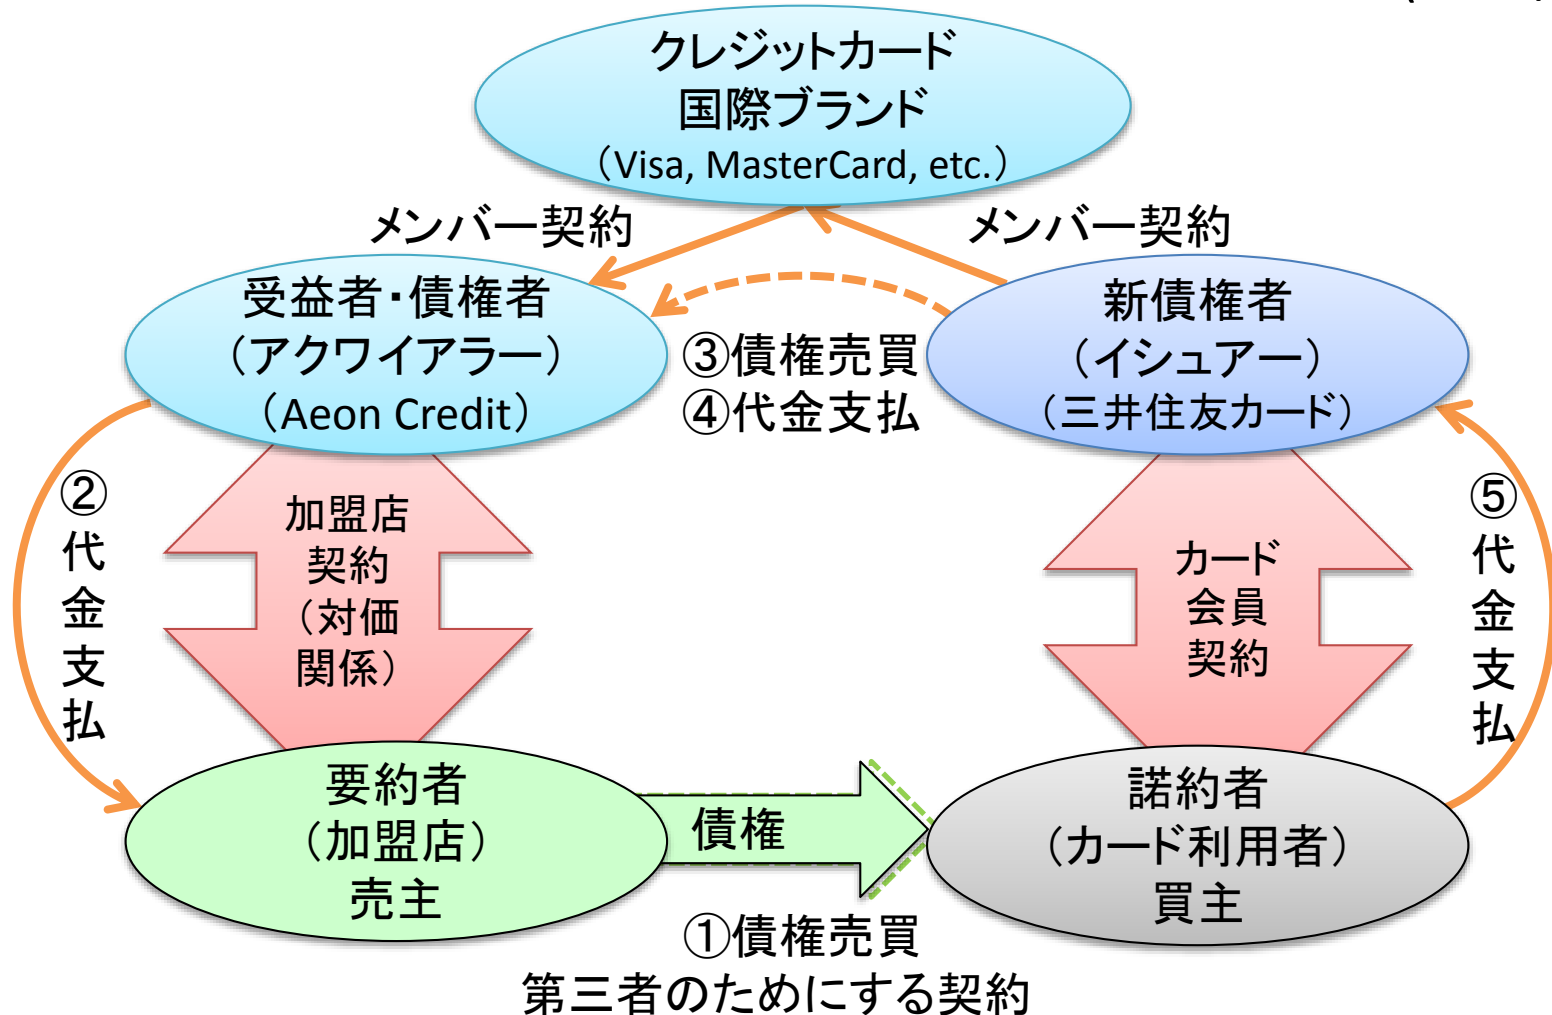 クレジットカード
国際ブランド
（Visa, MasterCard, etc.）
メンバー契約
メンバー契約
受益者・債権者
（アクワイアラー）
（Aeon Credit）
新債権者
（イシュアー）
（三井住友カード）
③債権売買
④代金支払
②代金支払
加盟店
契約
（対価
関係）
カード
会員
契約
⑤代金支払
要約者
（加盟店）
売主
債権
諾約者
（カード利用者）
買主
①債権売買
第三者のためにする契約